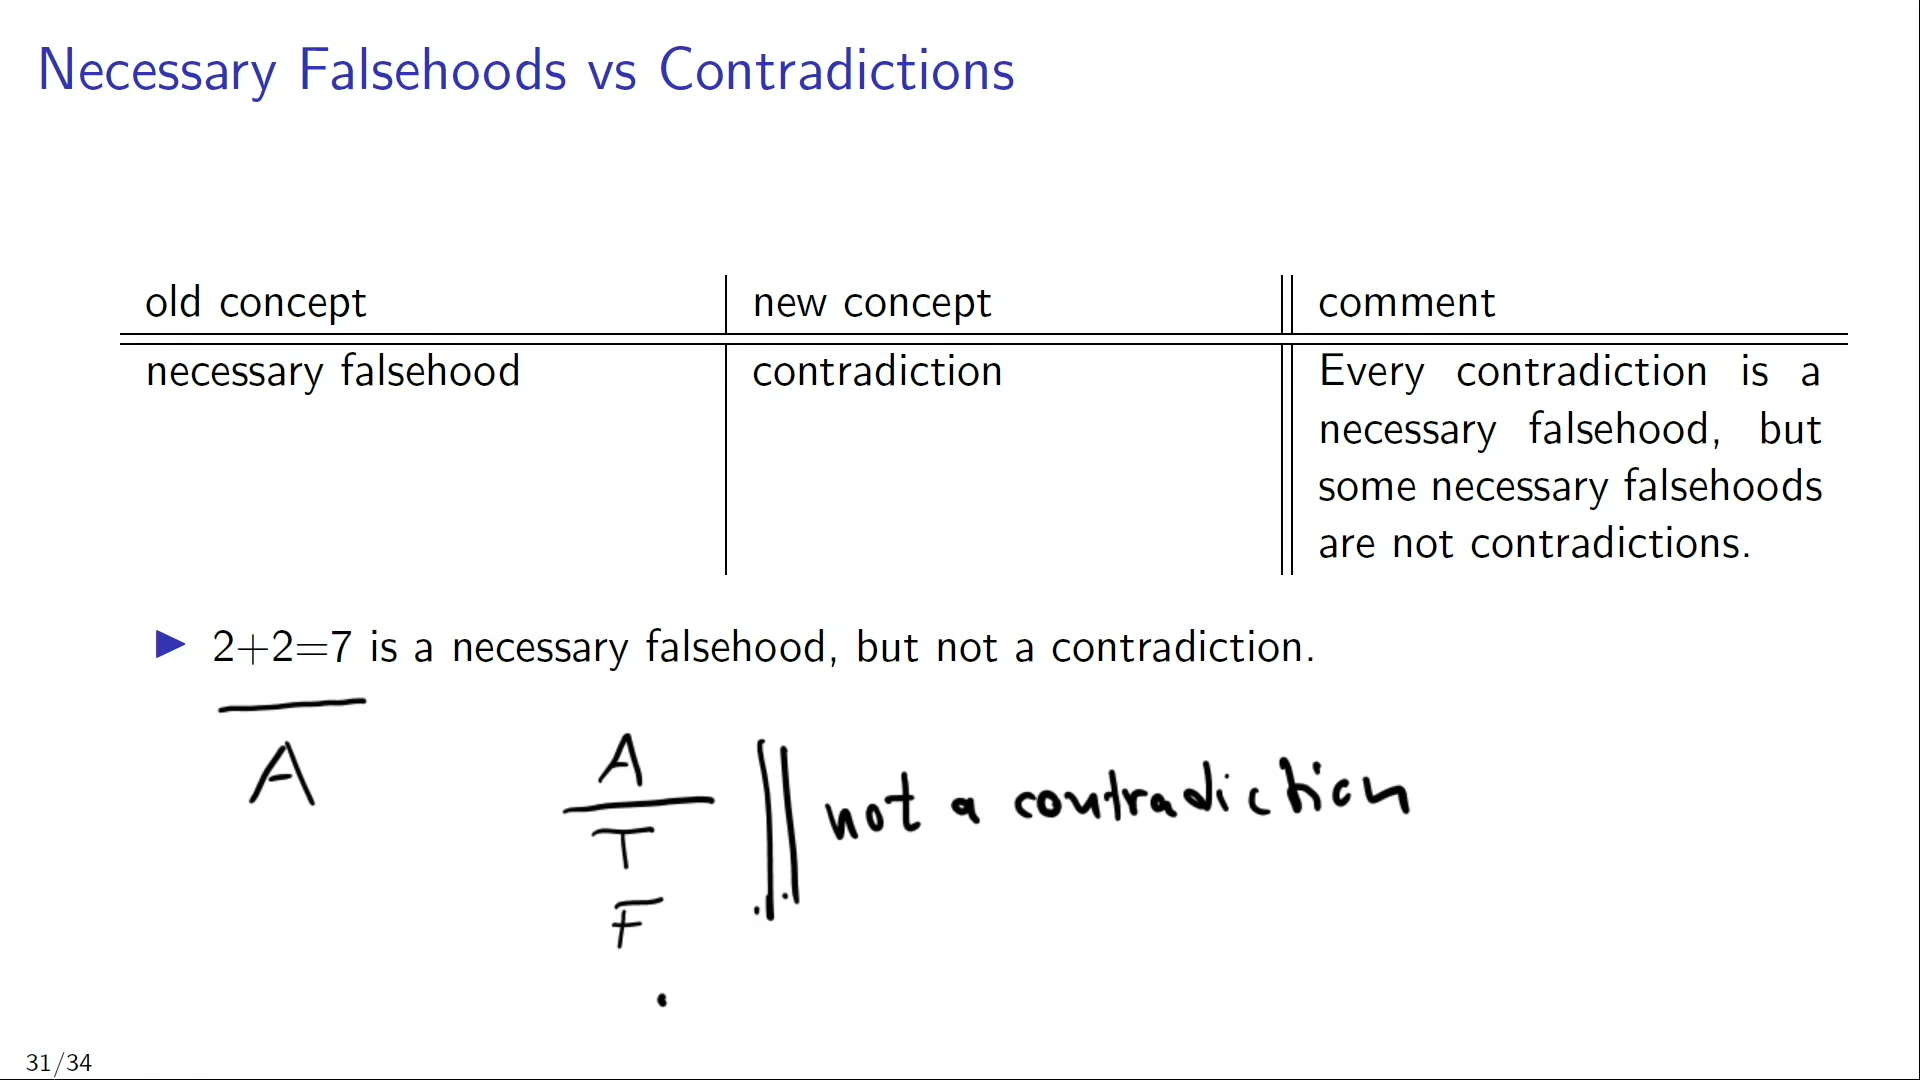 Necessary Falsehoods vs Contradictions
old concept new concept comment
necessary falsehood contradiction Every contradiction is a
necessary falsehood, but
some necessary falsehoods
are not contradictions.
2+2=7 is a necessary falsehood, but not a contradiction.
A
A
T
F
not a contradiction
31/34